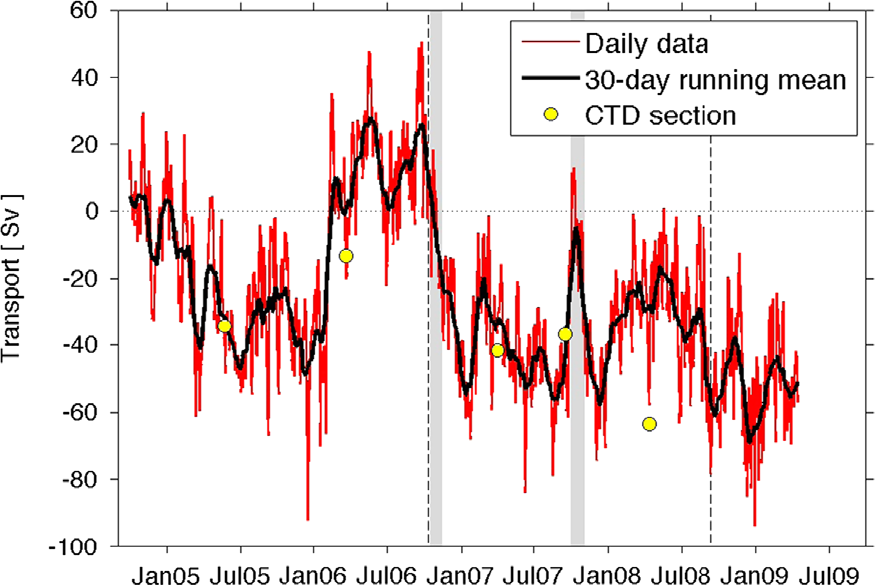 60
40
20
0
-20
-40
-60
-80
-100
Transport [ Sv ]
Daily data
30-day running mean
CTD section
Jan05 Jul05 Jan06 Jul06 Jan07 Jul07 Jan08 Jul08 Jan09 Jul09